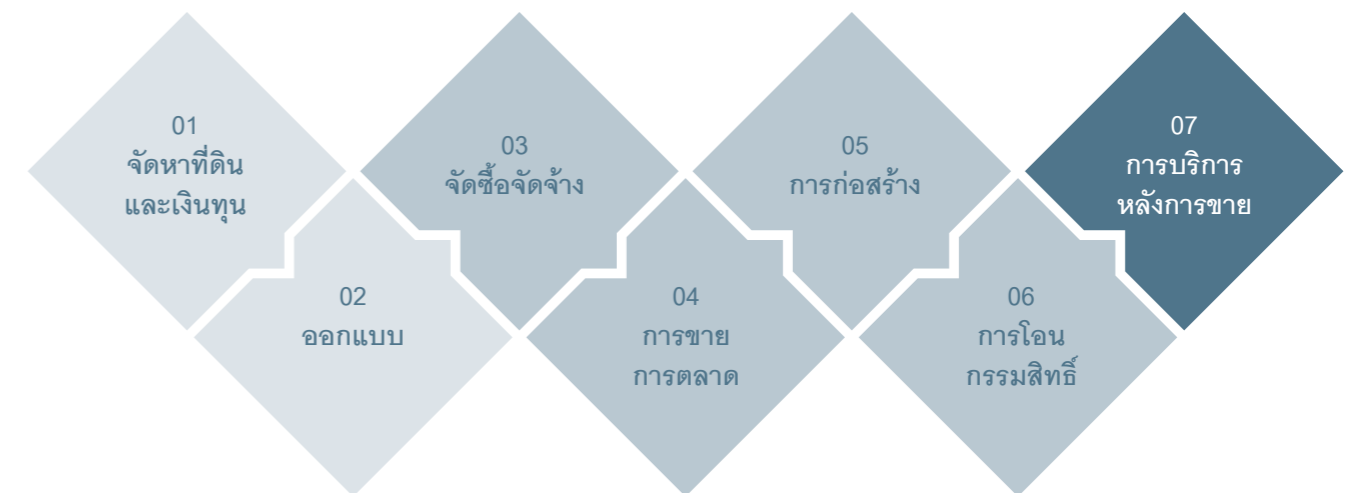 01
จัดหาที่ดิน
และเงินทุน
02
ออกแบบ
03
จัดซื้อจัดจ้าง
04
การขาย
การตลาด
05
การก่อสร้าง
06
การโอน
กรรมสิทธิ์
07
การบริการ
หลังการขาย